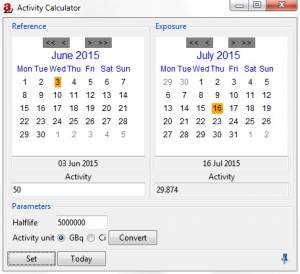 Activity Calculator
Reference
<< < > >>
June 2015
Mon Tue Wed Thu Fri Sat Sun
1 2 3 4 5 6 7
8 9 10 11 12 13 14
15 16 17 18 19 20 21
22 23 24 25 26 27 28
29 30 1 2 3 4 5
03 Jun 2015
Activity
50
Exposure
<< < > >>
July 2015
Mon Tue Wed Thu Fri Sat Sun
29 30 1 2 3 4 5
6 7 8 9 10 11 12
13 14 15 16 17 18 19
20 21 22 23 24 25 26
27 28 29 30 31 1 2
16 Jul 2015
Activity
29.874
Parameters
Halflife 5000000
Activity unit GBq Ci Convert
Set Today